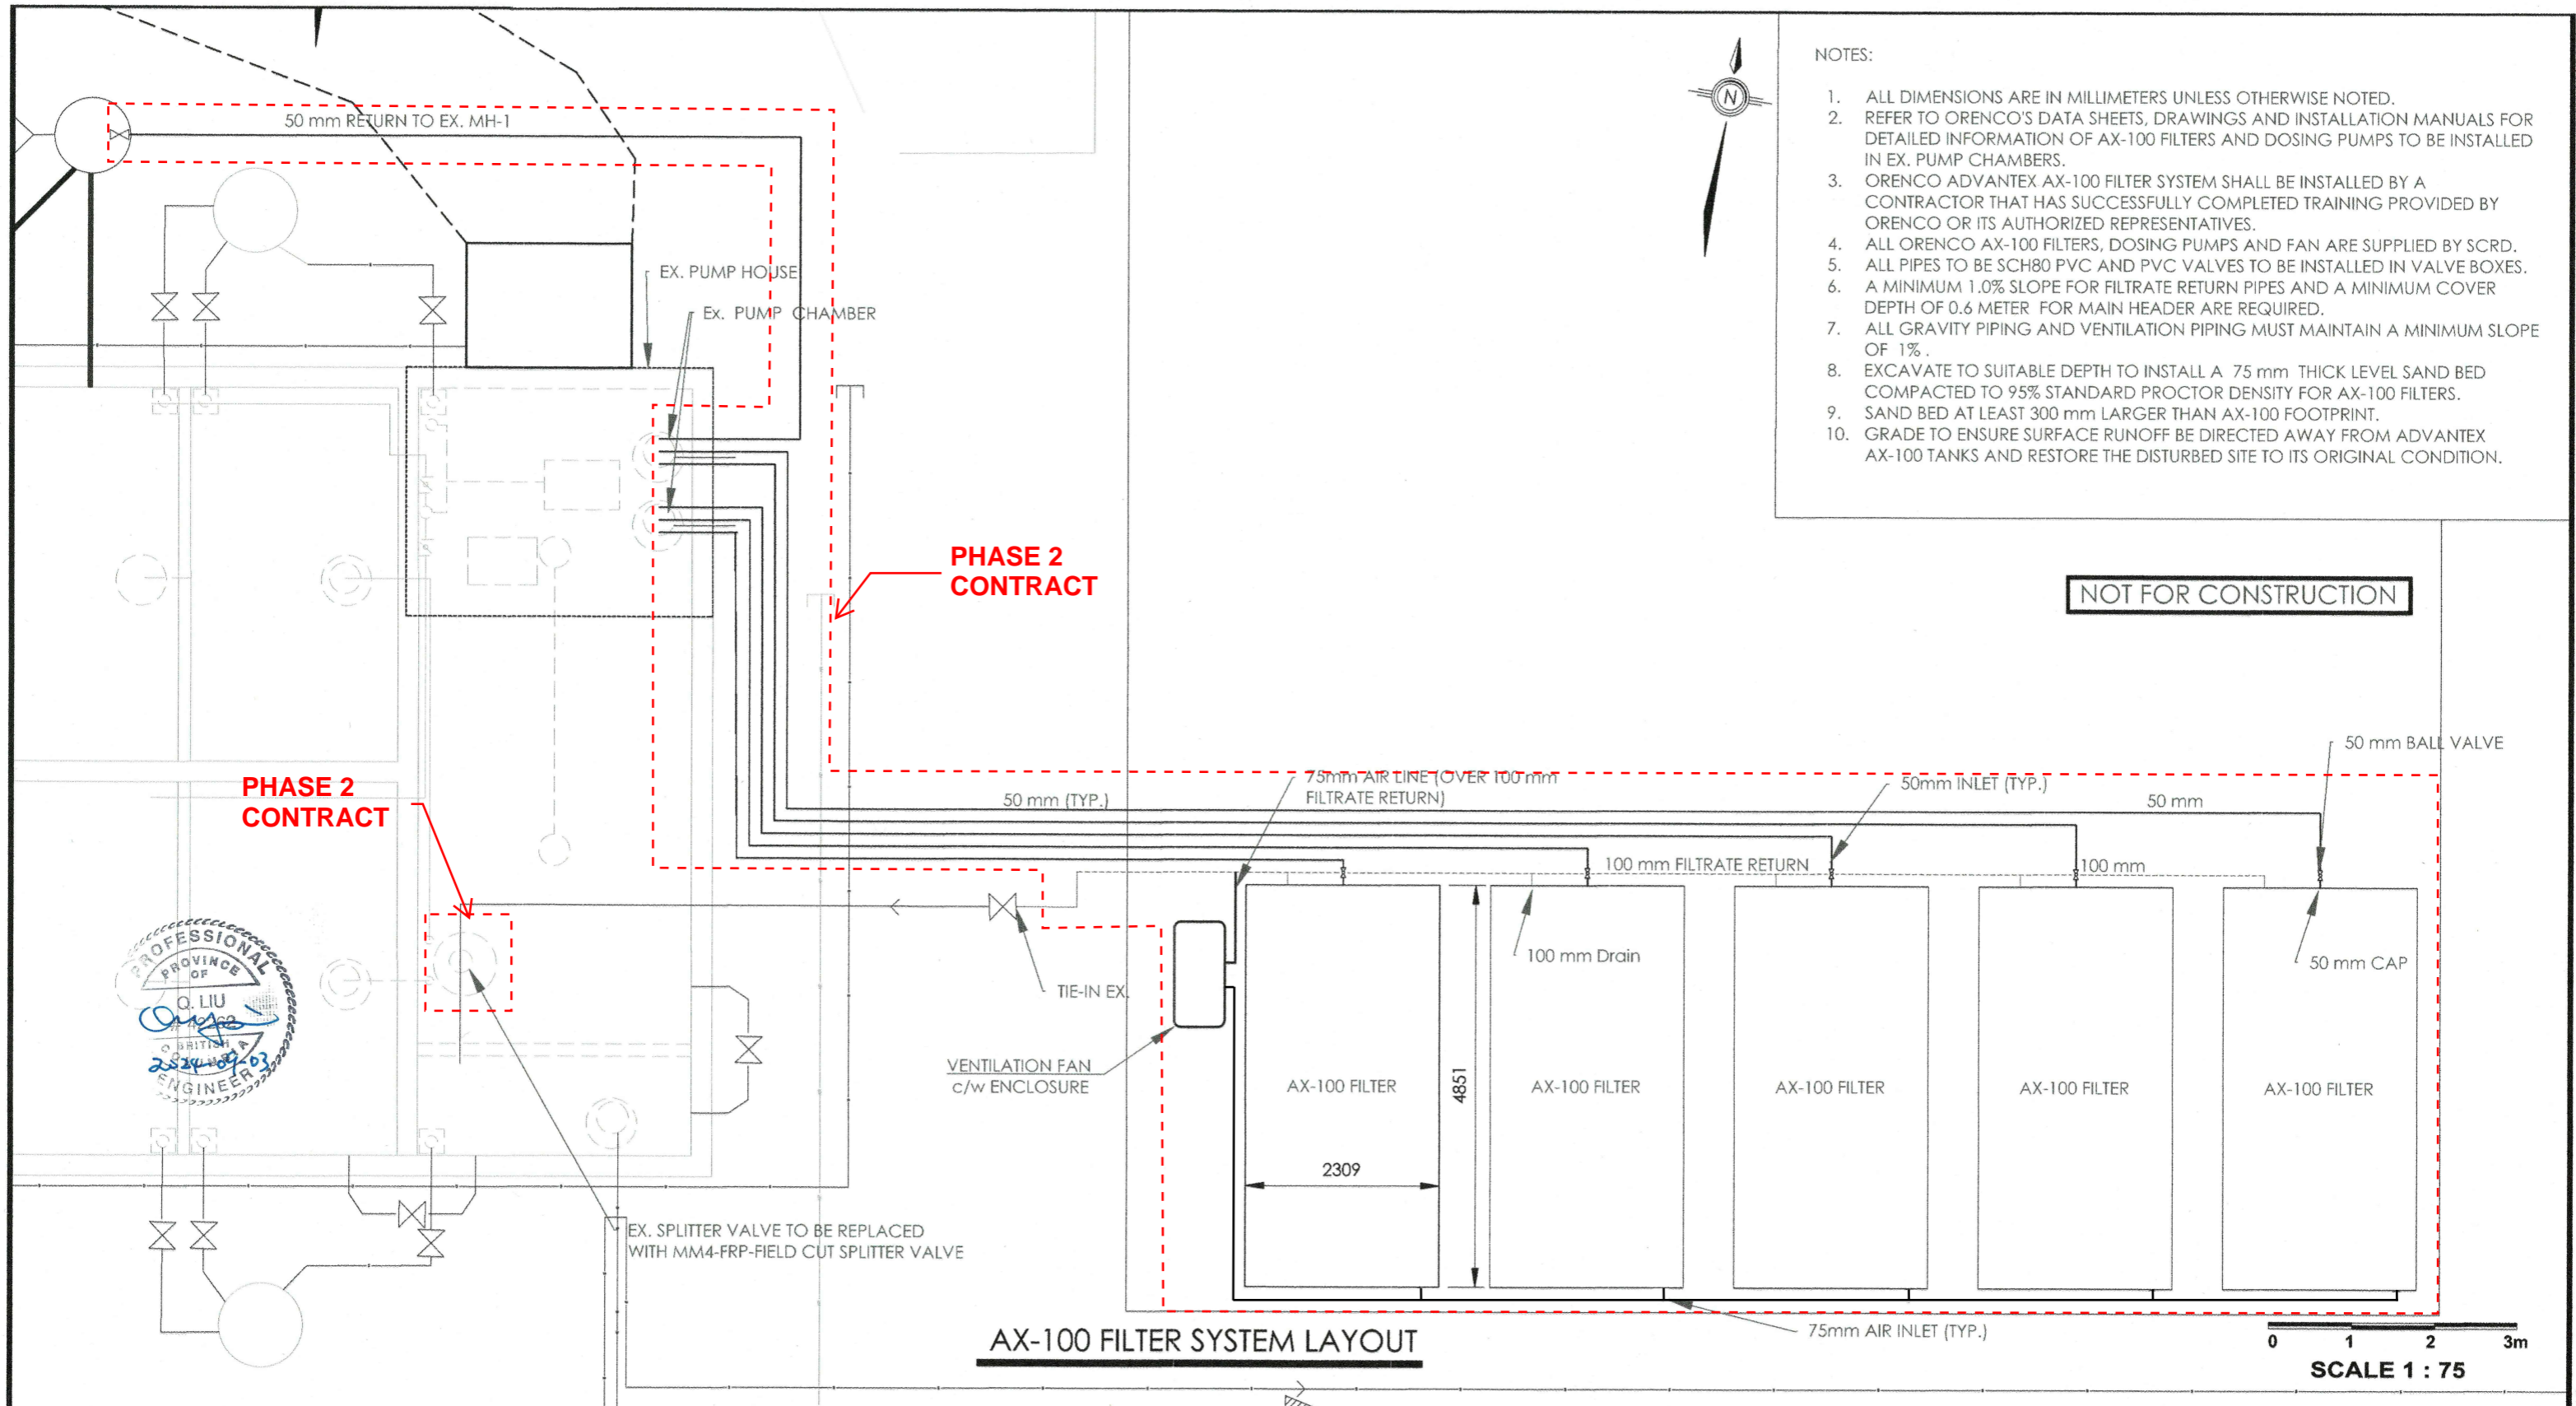 NOTES:
1. ALL DIMENSIONS ARE IN MILLIMETERS UNLESS OTHERWISE NOTED.
2. REFER TO ORENCO'S DATA SHEETS, DRAWINGS AND INSTALLATION MANUALS FOR
DETAILED INFORMATION OF AX-100 FILTERS AND DOSING PUMPS TO BE INSTALLED
IN EX. PUMP CHAMBERS.
3. ORENCO ADVANTEX AX-100 FILTER SYSTEM SHALL BE INSTALLED BY A
CONTRACTOR THAT HAS SUCCESSFULLY COMPLETED TRAINING PROVIDED BY
ORENCO OR ITS AUTHORIZED REPRESENTATIVES.
4. ALL ORENCO AX-100 FILTERS, DOSING PUMPS AND FAN ARE SUPPLIED BY SCRD.
5. ALL PIPES TO BE SCH80 PVC AND PVC VALVES TO BE INSTALLED IN VALVE BOXES.
6. A MINIMUM 1.0% SLOPE FOR FILTRATE RETURN PIPES AND A MINIMUM COVER
DEPTH OF 0.6 METER FOR MAIN HEADER ARE REQUIRED.
7. ALL GRAVITY PIPING AND VENTILATION PIPING MUST MAINTAIN A MINIMUM SLOPE
OF 1% .
8. EXCAVATE TO SUITABLE DEPTH TO INSTALL A 75 mm THICK LEVEL SAND BED
COMPACTED TO 95% STANDARD PROCTOR DENSITY FOR AX-100 FILTERS.
9. SAND BED AT LEAST 300 mm LARGER THAN AX-100 FOOTPRINT.
10. GRADE TO ENSURE SURFACE RUNOFF BE DIRECTED AWAY FROM ADVANTEX
AX-100 TANKS AND RESTORE THE DISTURBED SITE TO ITS ORIGINAL CONDITION.
N
50 mm RETURN TO EX. MH-1
EX. PUMP HOUSE
Ex. PUMP CHAMBER
PHASE 2
CONTRACT
NOT FOR CONSTRUCTION
50 mm BALL VALVE
PHASE 2
CONTRACT
75mm AIR LINE (OVER 100 mm
FILTRATE RETURN)
50mm INLET (TYP.)
50 mm (TYP.)
50 mm
100 mm FILTRATE RETURN
100 mm
100 mm Drain
50 mm CAP
TIE-IN EX.
PROFESSIONAL
PROVINCE
OF
Q. LIU
BRITISH
COLUMBIA
2024-09-03
ENGINEER
VENTILATION FAN
c/w ENCLOSURE
AX-100 FILTER
4851
AX-100 FILTER
AX-100 FILTER
AX-100 FILTER
AX-100 FILTER
2309
EX. SPLITTER VALVE TO BE REPLACED
WITH MM4-FRP-FIELD CUT SPLITTER VALVE
75mm AIR INLET (TYP.)
AX-100 FILTER SYSTEM LAYOUT
0 1 2 3m
SCALE 1 : 75